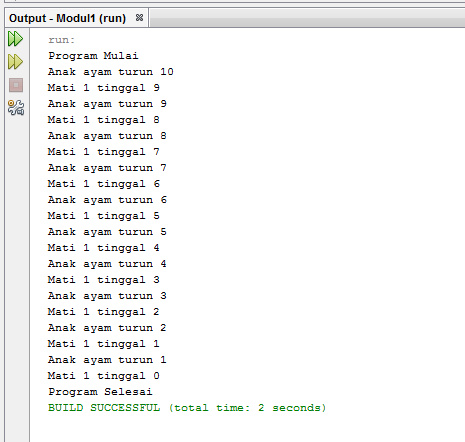 Output - Modul1 (run)
run:
Program Mulai
Anak ayam turun 10
Mati 1 tinggal 9
Anak ayam turun 9
Mati 1 tinggal 8
Anak ayam turun 8
Mati 1 tinggal 7
Anak ayam turun 7
Mati 1 tinggal 6
Anak ayam turun 6
Mati 1 tinggal 5
Anak ayam turun 5
Mati 1 tinggal 4
Anak ayam turun 4
Mati 1 tinggal 3
Anak ayam turun 3
Mati 1 tinggal 2
Anak ayam turun 2
Mati 1 tinggal 1
Anak ayam turun 1
Mati 1 tinggal 0
Program Selesai
BUILD SUCCESSFUL (total time: 2 seconds)